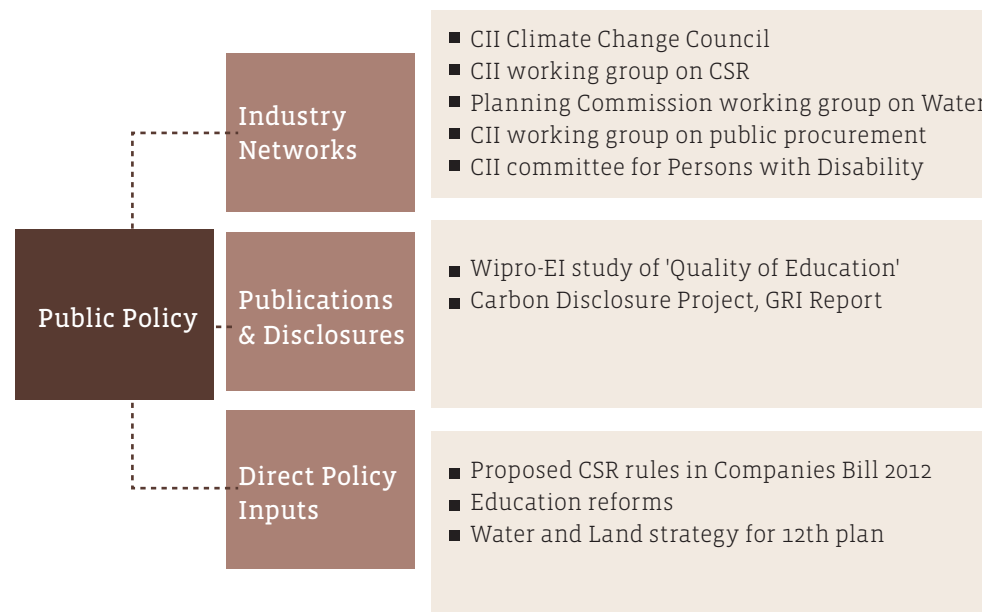 Public Policy
Industry
Networks
CII Climate Change Council
CII working group on CSR
Planning Commission working group on Water
CII working group on public procurement
CII committee for Persons with Disability
Publications
& Disclosures
Wipro-EI study of 'Quality of Education'
Carbon Disclosure Project, GRI Report
Direct Policy
Inputs
Proposed CSR rules in Companies Bill 2012
Education reforms
Water and Land strategy for 12th plan